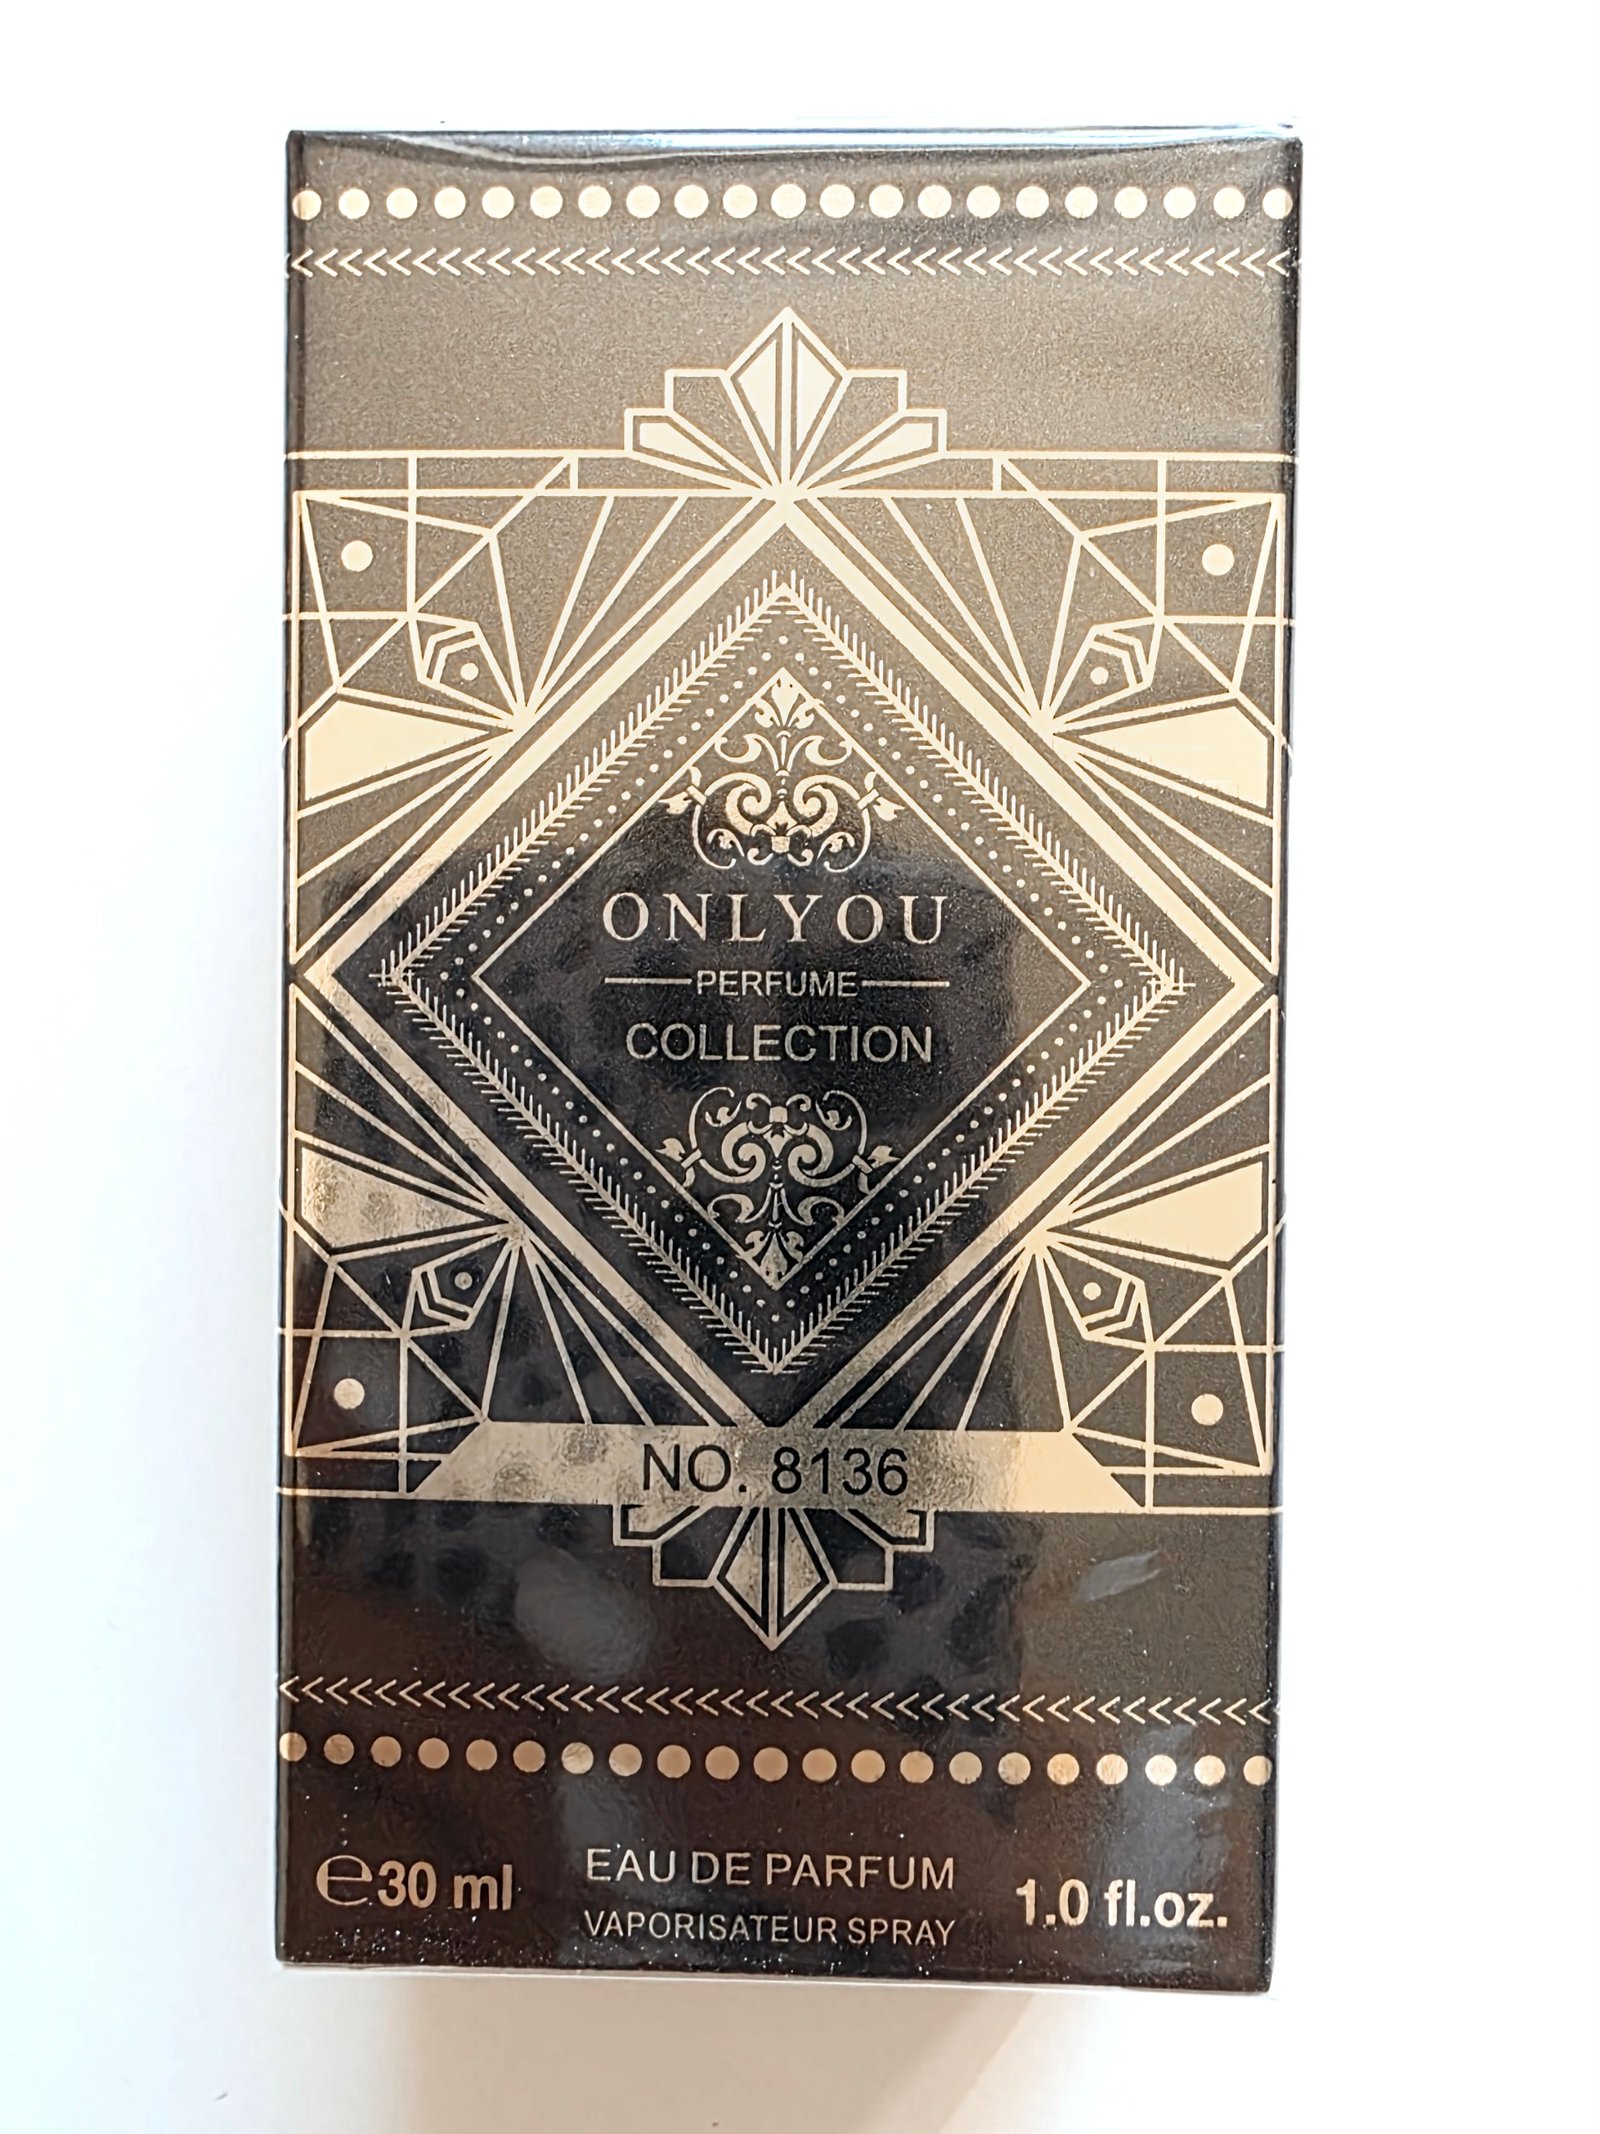 ONLYOU
PERFUME
COLLECTION
NO. 8136
℮30 ml
EAU DE PARFUM
VAPORISATEUR SPRAY
1.0 fl.oz.